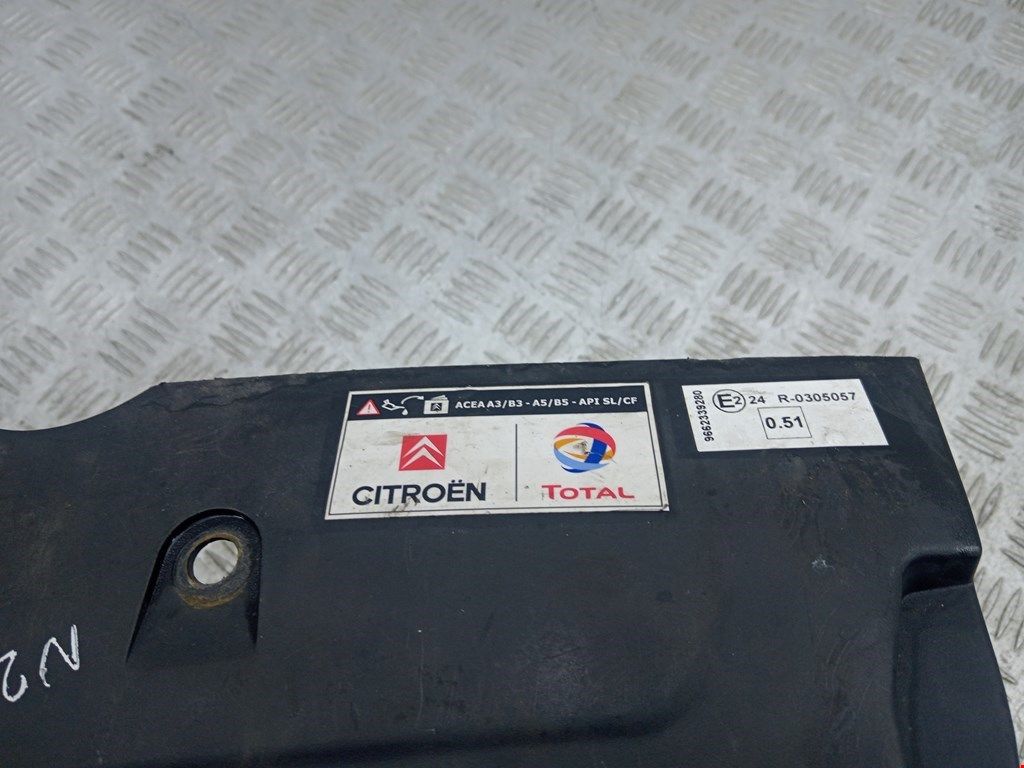 ACEA A3/B3 - A5/B5 - API SL/CF
CITROËN
TOTAL
9662339280
E2 24 R-0305057
0.51
N2